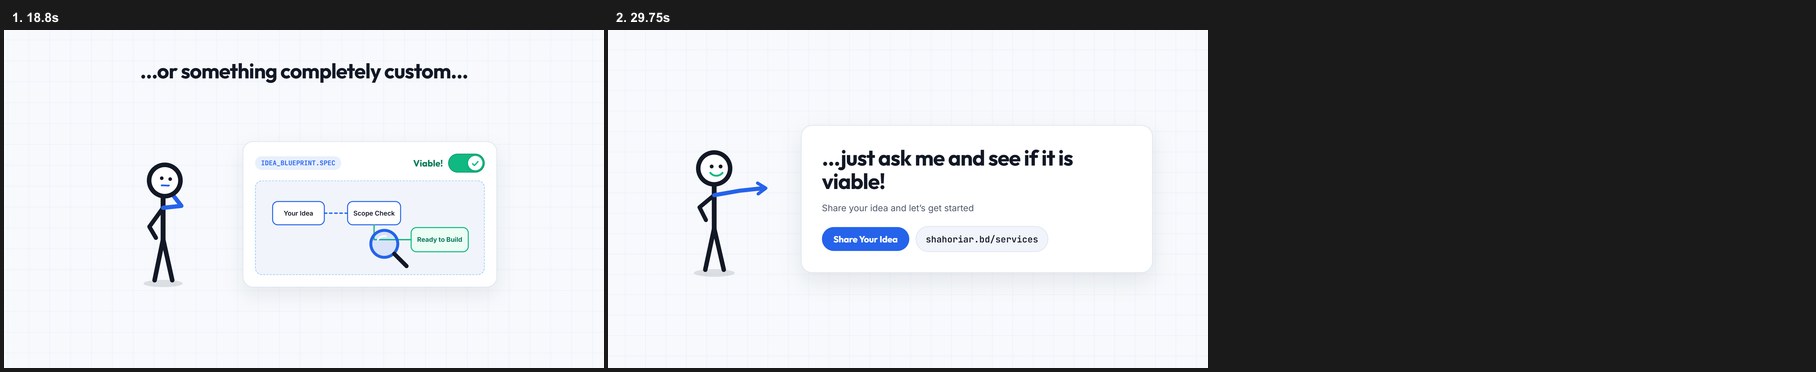 1. 18.8s
...or something completely custom...
IDEA_BLUEPRINT.SPEC
Viable!
Your Idea
Scope Check
Ready to Build
2. 29.75s
...just ask me and see if it is
viable!
Share your idea and let's get started
Share Your Idea
shahoriar.bd/services